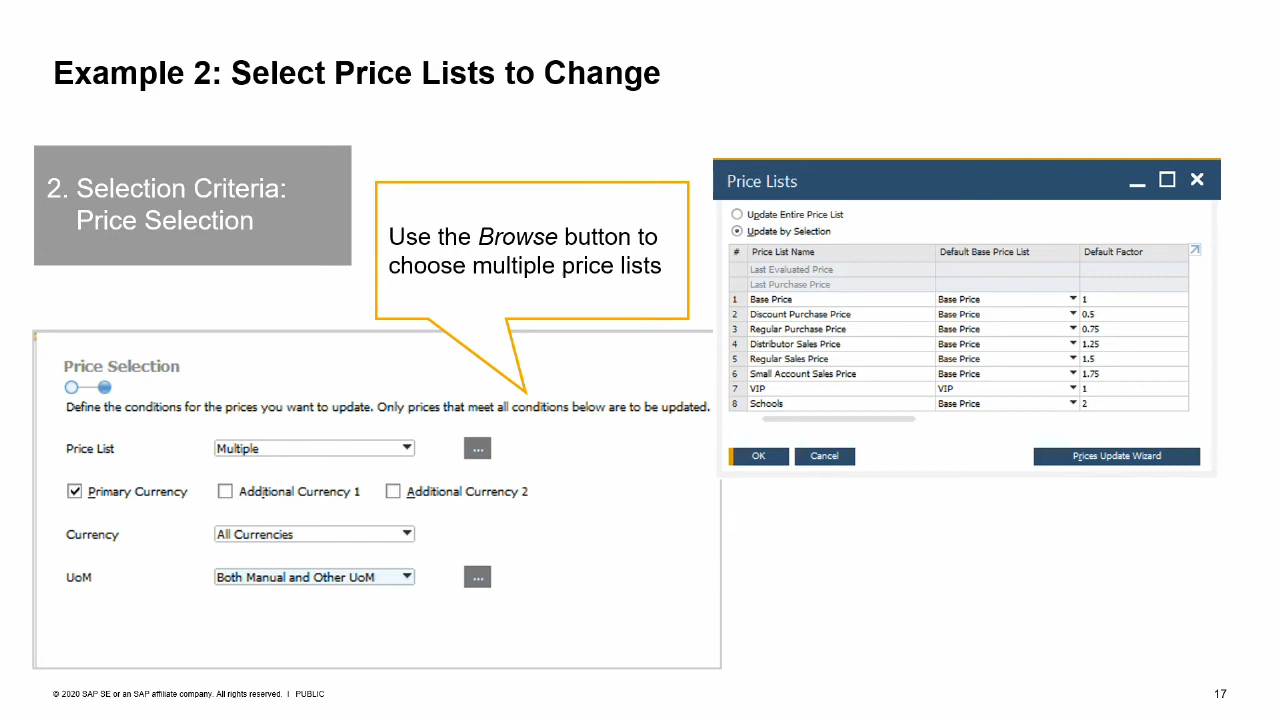 Example 2: Select Price Lists to Change
2. Selection Criteria:
Price Selection
Use the Browse button to
choose multiple price lists
Price Selection
Define the conditions for the prices you want to update. Only prices that meet all conditions below are to be updated.
Price List Multiple ...
Primary Currency Additional Currency 1 Additional Currency 2
Currency All Currencies
UoM Both Manual and Other UoM ...
Price Lists
Update Entire Price List
Update by Selection
# Price List Name Default Base Price List Default Factor
Last Evaluated Price
Last Purchase Price
1 Base Price Base Price 1
2 Discount Purchase Price Base Price 0.5
3 Regular Purchase Price Base Price 0.75
4 Distributor Sales Price Base Price 1.25
5 Regular Sales Price Base Price 1.5
6 Small Account Sales Price Base Price 1.75
7 VIP VIP 1
8 Schools Base Price 2
OK Cancel Prices Update Wizard
© 2020 SAP SE or an SAP affiliate company. All rights reserved. I PUBLIC
17